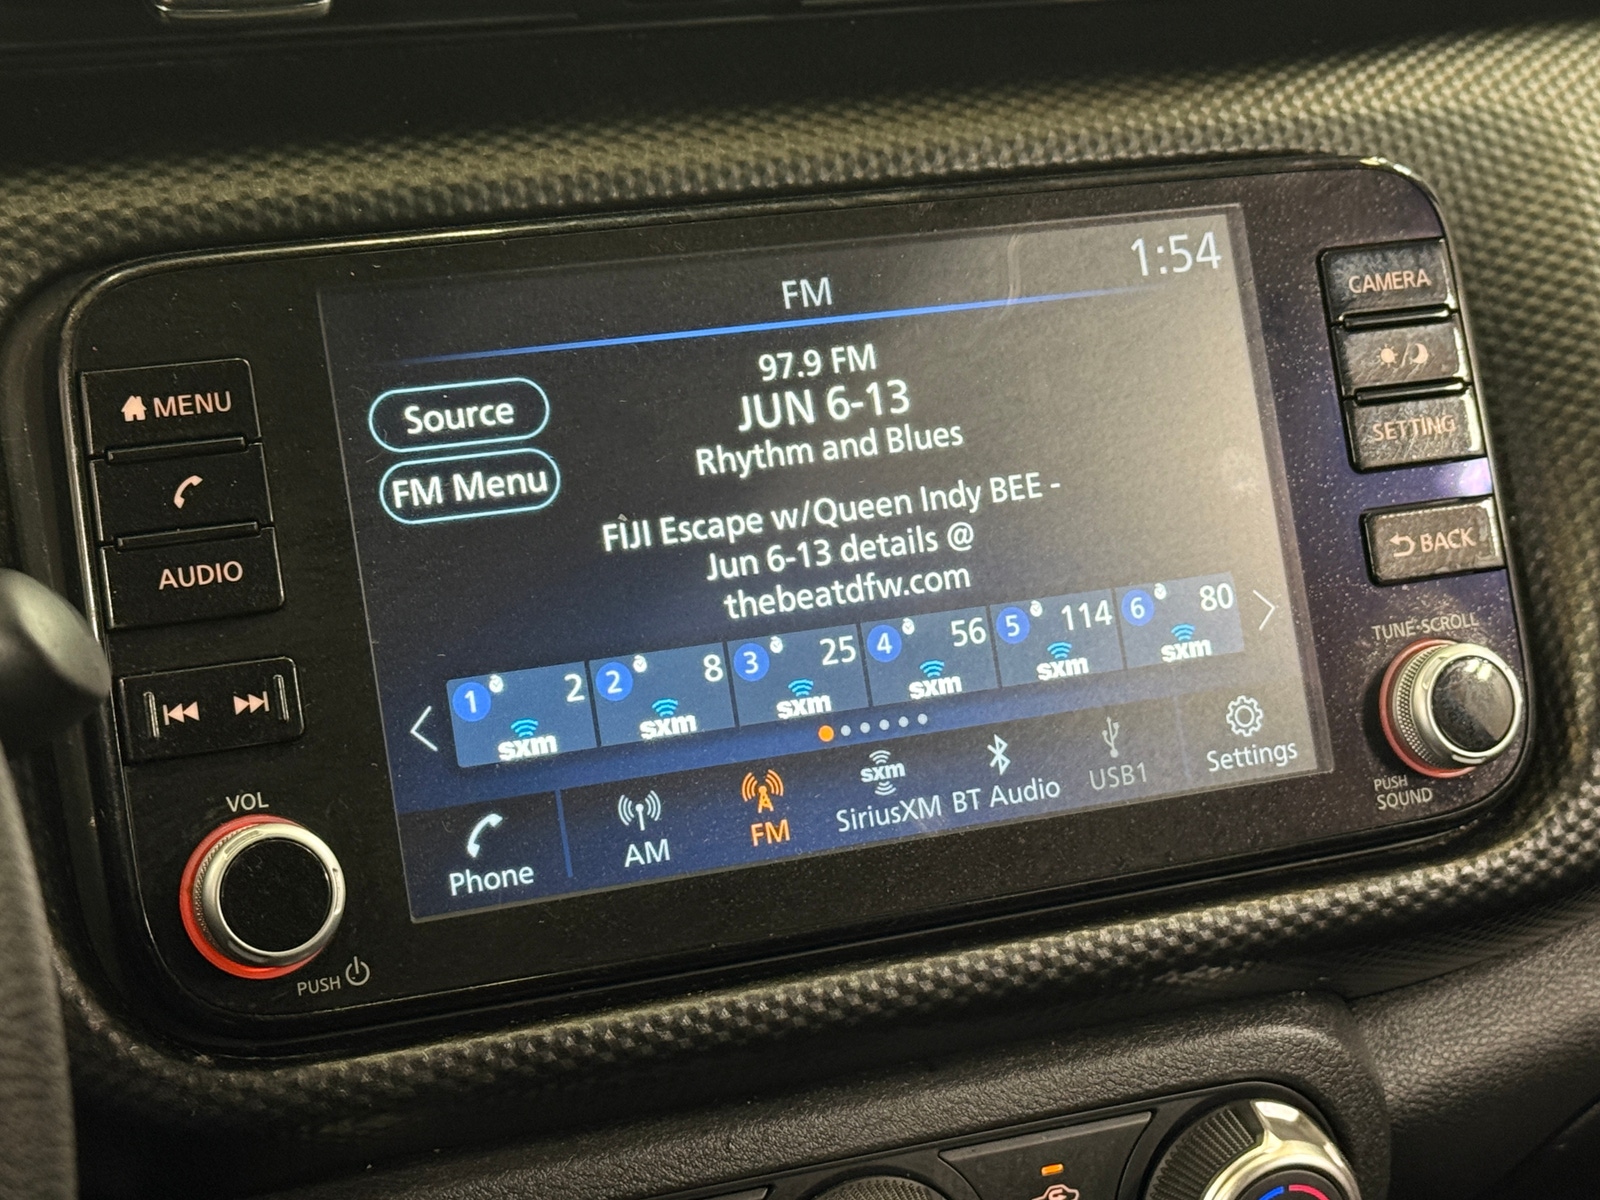 1:54
FM
97.9 FM
JUN 6-13
Rhythm and Blues
FIJI Escape w/Queen Indy BEE -
Jun 6-13 details @
thebeatdfw.com
Source
FM Menu
1 2 sxm
2 8 sxm
3 25 sxm
4 56 sxm
5 114 sxm
6 80 sxm
Phone
AM
FM
sxm
SiriusXM
BT Audio
USB1
Settings
MENU
AUDIO
VOL
PUSH
CAMERA
SETTING
BACK
TUNE·SCROLL
PUSH
SOUND